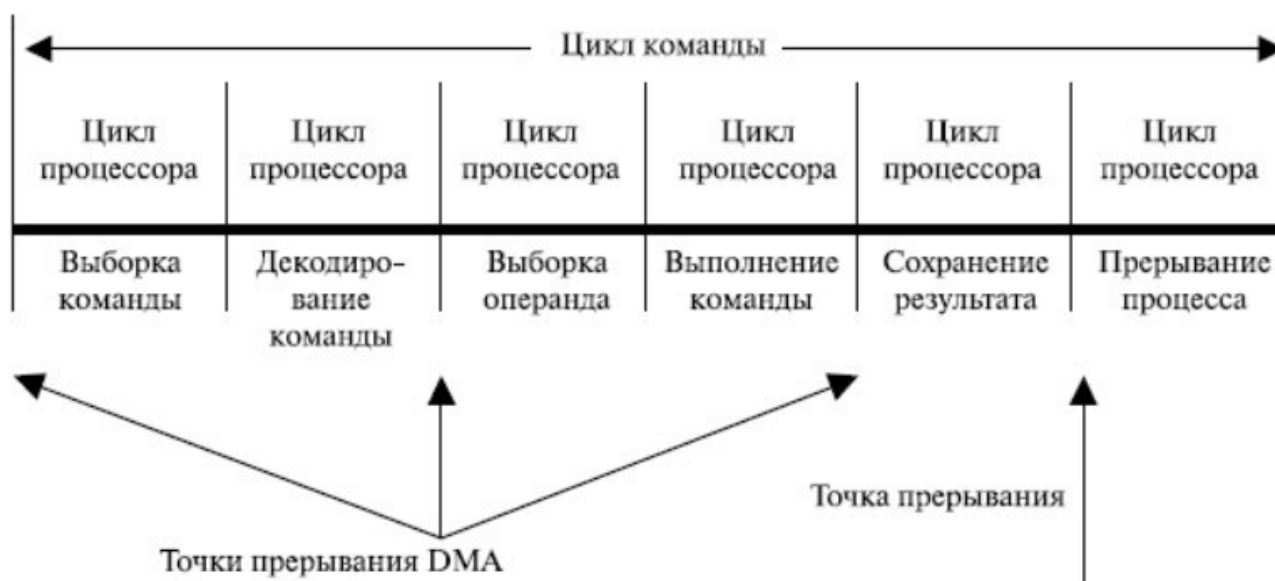 Цикл команды
Цикл
процессора
Цикл
процессора
Цикл
процессора
Цикл
процессора
Цикл
процессора
Цикл
процессора
Выборка
команды
Декодиро-
вание
команды
Выборка
операнда
Выполнение
команды
Сохранение
результата
Прерывание
процесса
Точка прерывания
Точки прерывания DMA